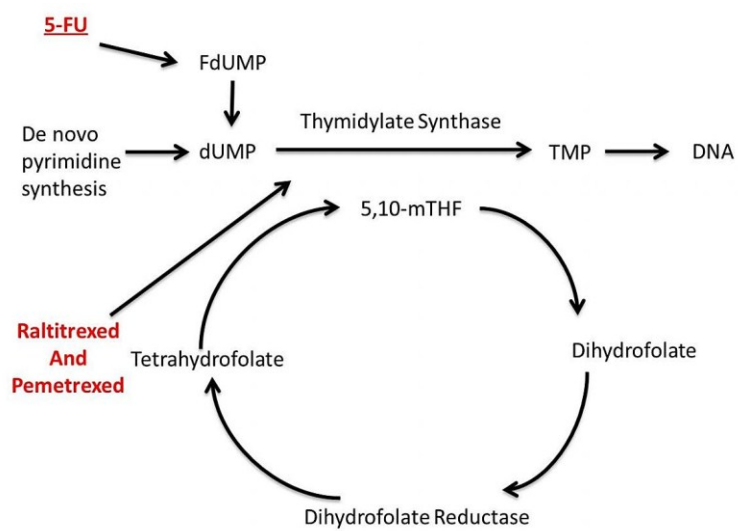 5-FU
FdUMP
Thymidylate Synthase
De novo
pyrimidine
synthesis
dUMP
TMP
DNA
5,10-mTHF
Raltitrexed
And
Pemetrexed
Tetrahydrofolate
Dihydrofolate
Dihydrofolate Reductase